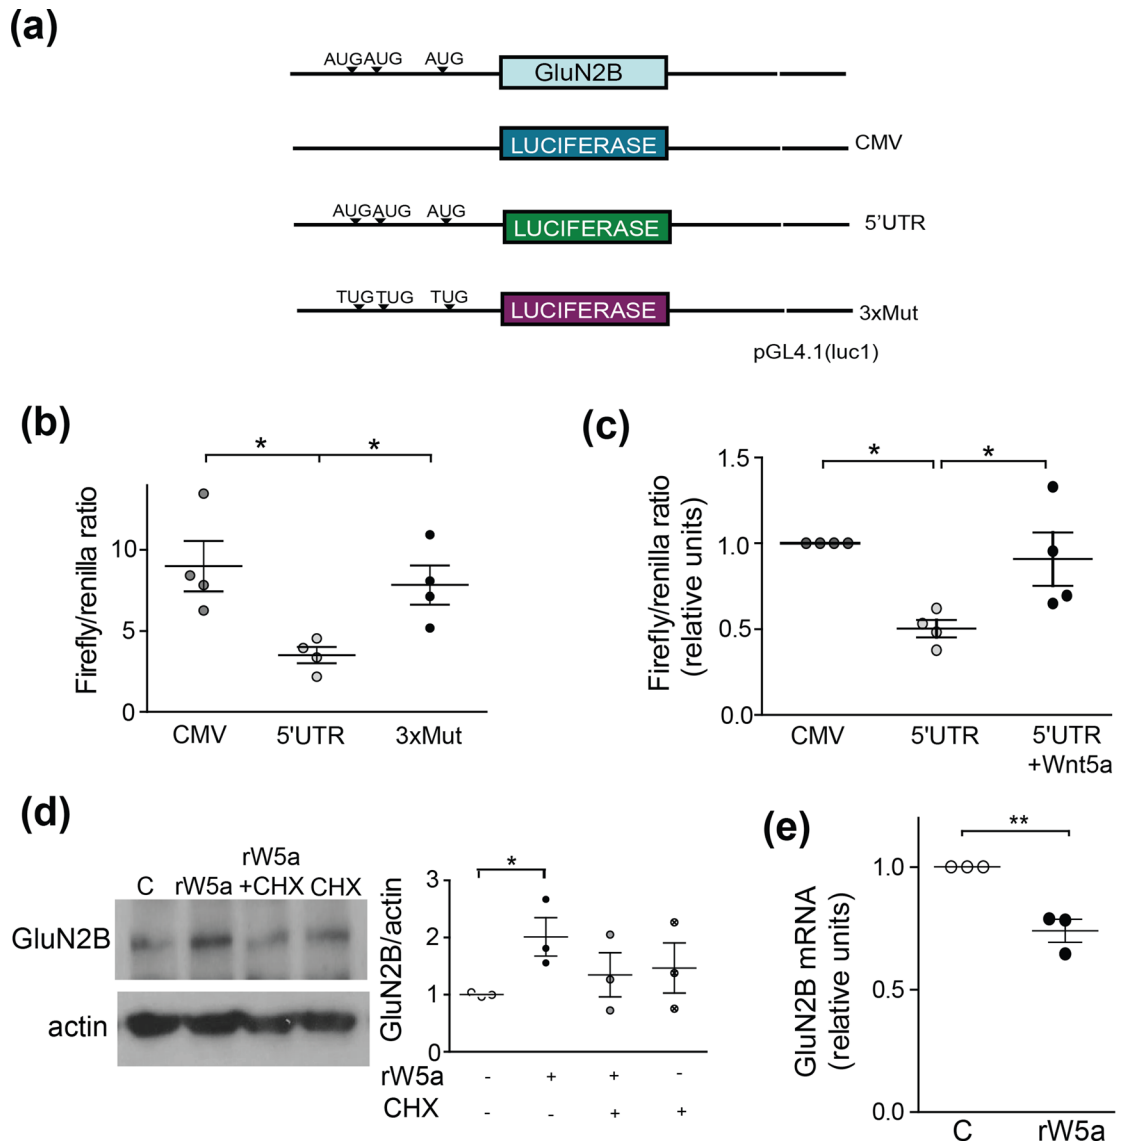 (a)
AUGAUG AUG
GluN2B
LUCIFERASE
CMV
AUGAUG AUG
LUCIFERASE
5'UTR
TUGTUG TUG
LUCIFERASE
3xMut
pGL4.1(luc1)
(b)
* *
Firefly/renilla ratio
10
5
0
CMV 5'UTR 3xMut
(c)
* *
Firefly/renilla ratio
(relative units)
1.5
1.0
0.5
0.0
CMV 5'UTR 5'UTR
+Wnt5a
(d)
rW5a
C rW5a +CHX CHX
GluN2B
actin
*
GluN2B/actin
3
2
1
0
rW5a - + + -
CHX - - + +
(e)
**
GluN2B mRNA
(relative units)
1.0
0.5
0.0
C rW5a